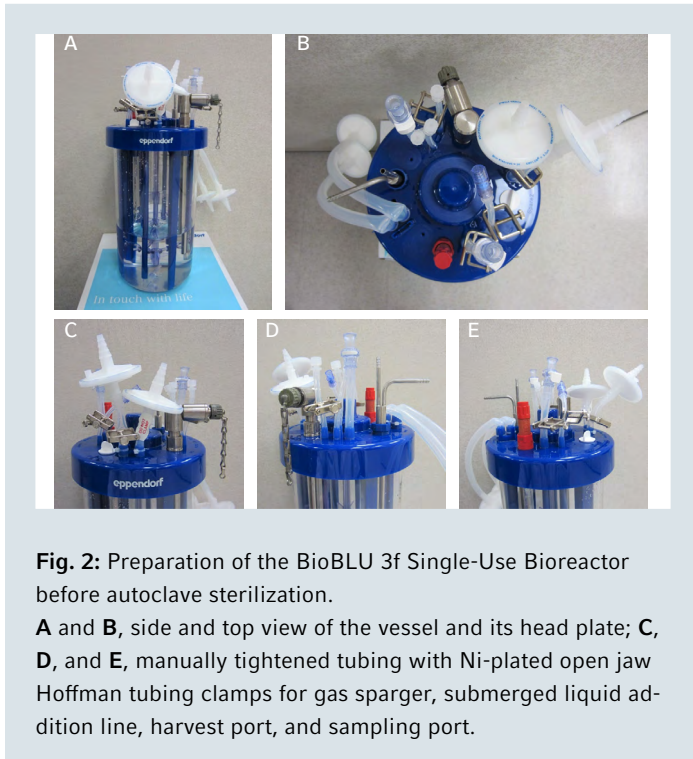 A
B
eppendorf
In touch with life
C
D
E
eppendorf
Fig. 2: Preparation of the BioBLU 3f Single-Use Bioreactor
before autoclave sterilization.
A and B, side and top view of the vessel and its head plate; C,
D, and E, manually tightened tubing with Ni-plated open jaw
Hoffman tubing clamps for gas sparger, submerged liquid ad-
dition line, harvest port, and sampling port.